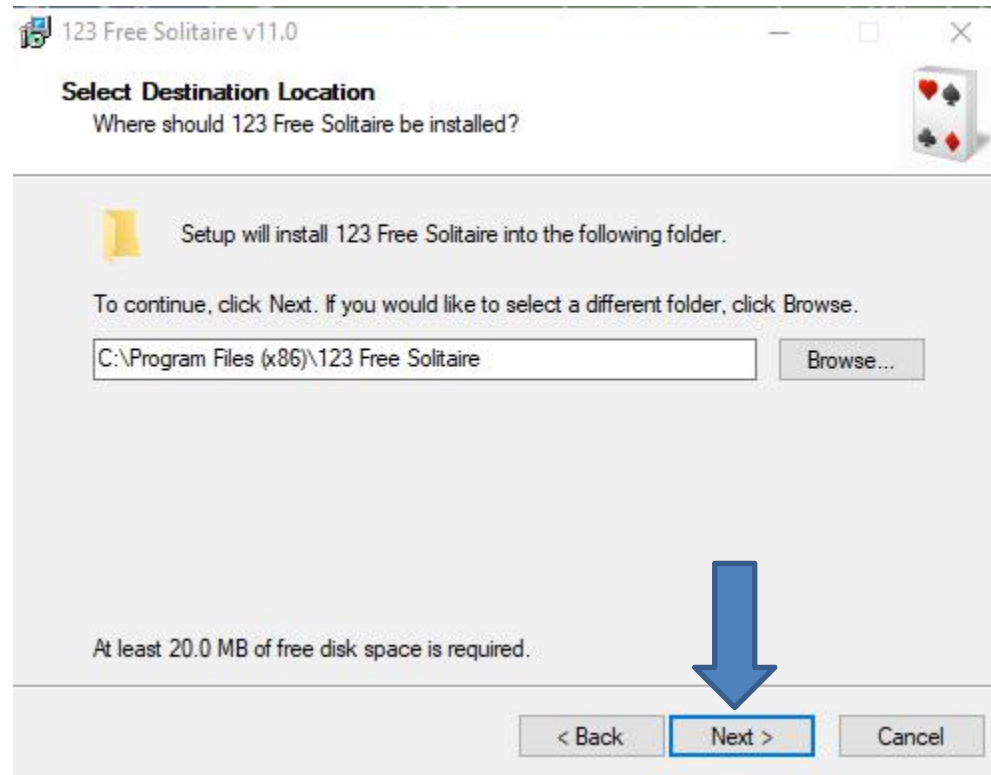 123 Free Solitaire v11.0
Select Destination Location
Where should 123 Free Solitaire be installed?
Setup will install 123 Free Solitaire into the following folder.
To continue, click Next. If you would like to select a different folder, click Browse.
C:\Program Files (x86)\123 Free Solitaire
Browse...
At least 20.0 MB of free disk space is required.
< Back Next > Cancel